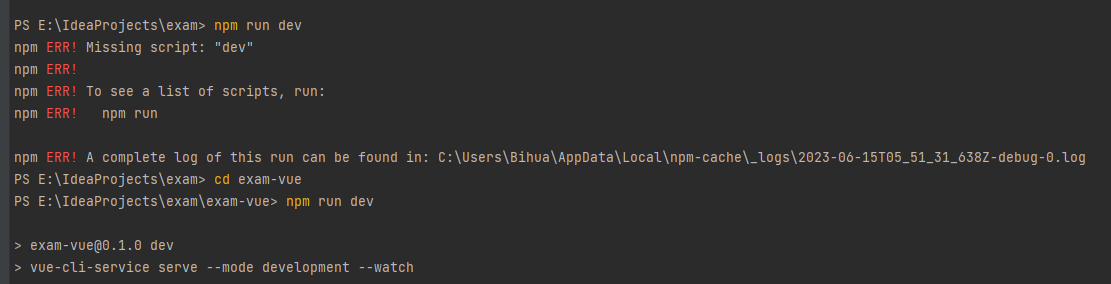 PS E:\IdeaProjects\exam> npm run dev
npm ERR! Missing script: "dev"
npm ERR!
npm ERR! To see a list of scripts, run:
npm ERR!   npm run
npm ERR! A complete log of this run can be found in: C:\Users\Bihua\AppData\Local\npm-cache\_logs\2023-06-15T05_51_31_638Z-debug-0.log
PS E:\IdeaProjects\exam> cd exam-vue
PS E:\IdeaProjects\exam\exam-vue> npm run dev
> exam-vue@0.1.0 dev
> vue-cli-service serve --mode development --watch